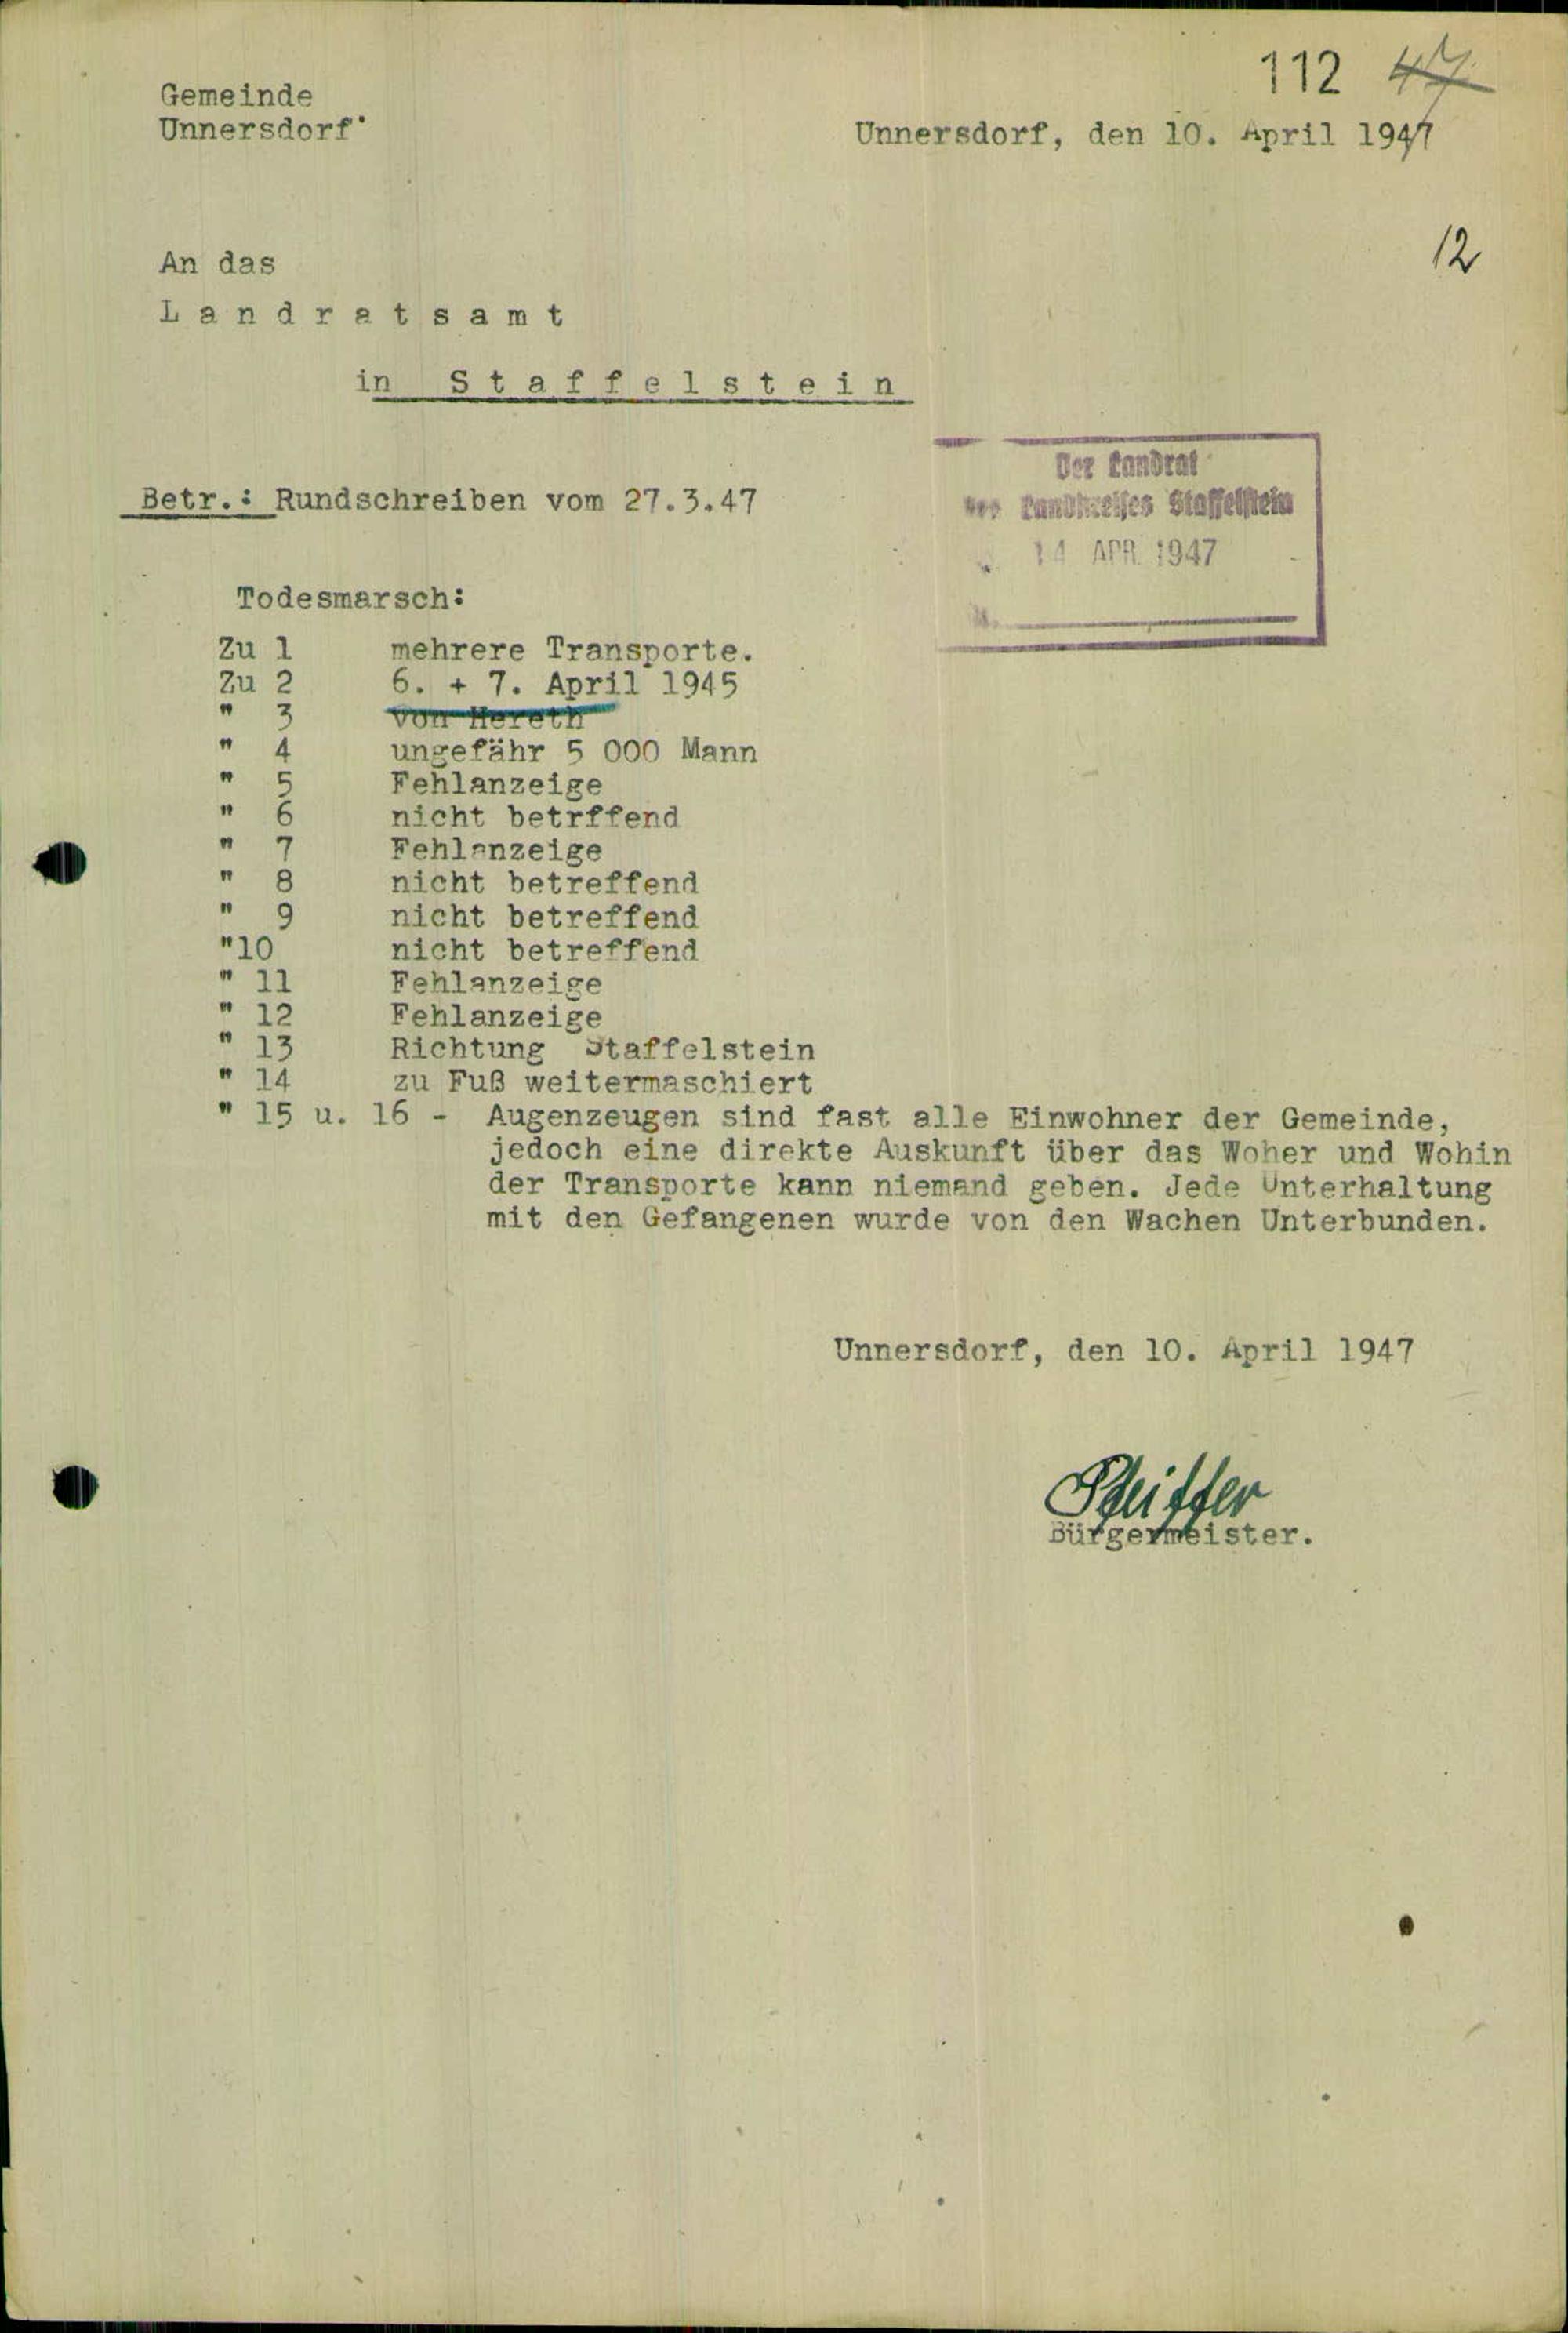 112 47
Gemeinde
Unnersdorf
Unnersdorf, den 10. April 1947
12
An das
Landratsamt
in Staffelstein
Der Landrat
des Landkreises Staffelstein
14 APR. 1947
Betr.: Rundschreiben vom 27.3.47
Todesmarsch:
Zu 1 mehrere Transporte.
Zu 2 6. + 7. April 1945
" 3 von Hereth
" 4 ungefähr 5 000 Mann
" 5 Fehlanzeige
" 6 nicht betrffend
" 7 Fehlanzeige
" 8 nicht betreffend
" 9 nicht betreffend
"10 nicht betreffend
" 11 Fehlanzeige
" 12 Fehlanzeige
" 13 Richtung Staffelstein
" 14 zu Fuß weitermaschiert
" 15 u. 16 - Augenzeugen sind fast alle Einwohner der Gemeinde,
jedoch eine direkte Auskunft über das Woher und Wohin
der Transporte kann niemand geben. Jede Unterhaltung
mit den Gefangenen wurde von den Wachen Unterbunden.
Unnersdorf, den 10. April 1947
Pfeiffer
Bürgermeister.